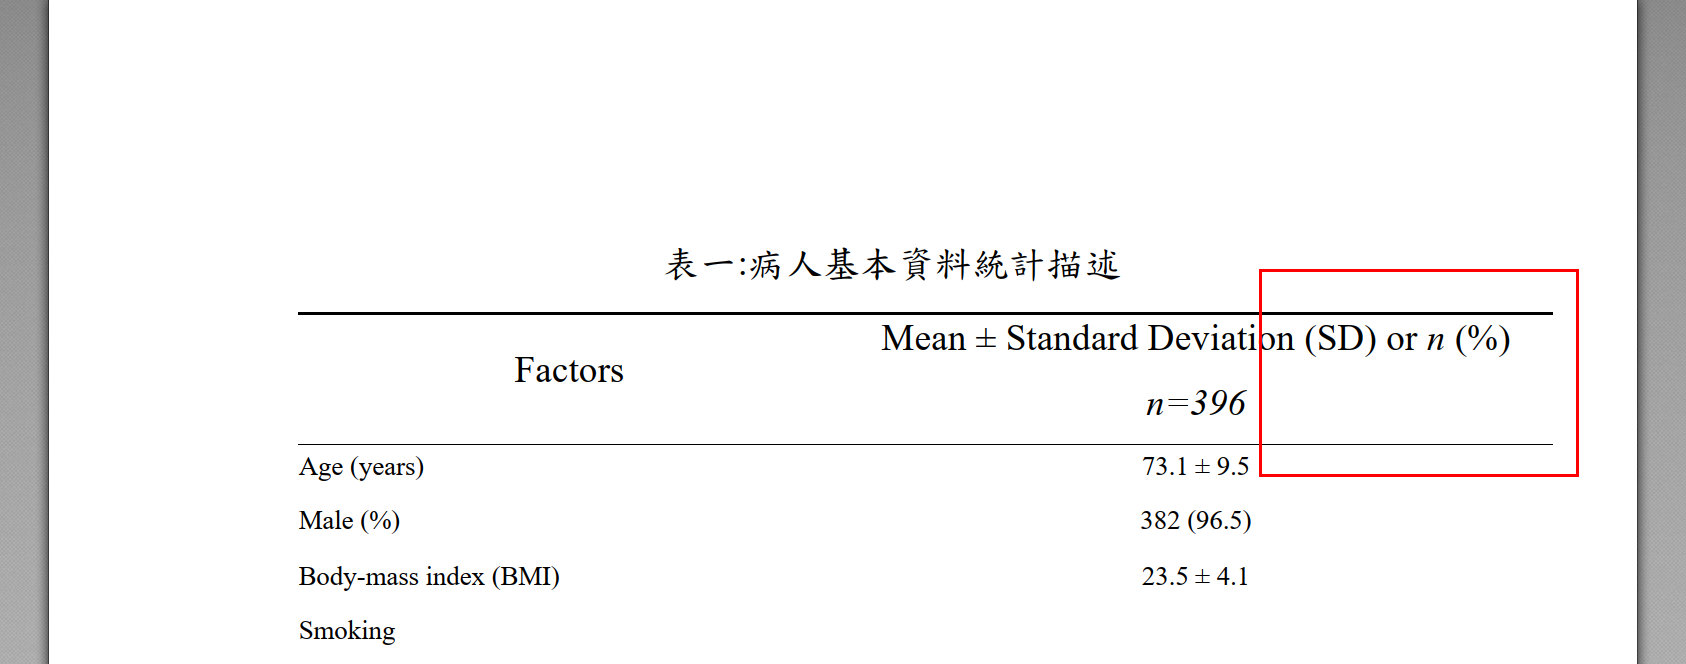 表一:病人基本資料統計描述
Factors
Mean ± Standard Deviation (SD) or n (%)
n=396
Age (years) 73.1 ± 9.5
Male (%) 382 (96.5)
Body-mass index (BMI) 23.5 ± 4.1
Smoking